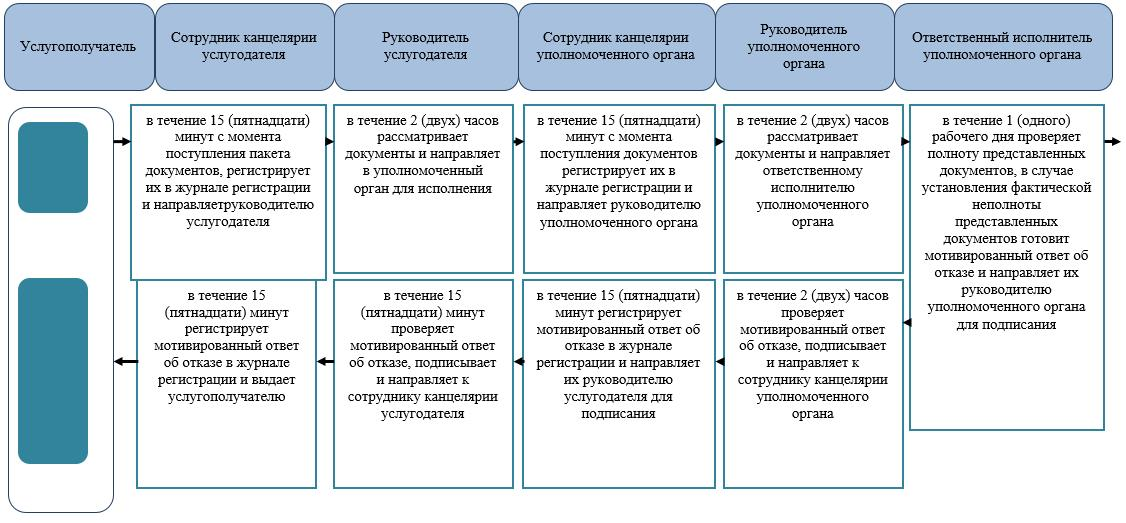 Услугополучатель
Сотрудник канцелярии
услугодателя
Руководитель
услугодателя
Сотрудник канцелярии
уполномоченного органа
Руководитель
уполномоченного
органа
Ответственный исполнитель
уполномоченного органа
в течение 15 (пятнадцати)
минут с момента
поступления пакета
документов, регистрирует
их в журнале регистрации
и направляетруководителю
услугодателя
в течение 2 (двух) часов
рассматривает
документы и направляет
в уполномоченный
орган для исполнения
в течение 15 (пятнадцати)
минут с момента
поступления документов
регистрирует их в
журнале регистрации и
направляет руководителю
уполномоченного органа
в течение 2 (двух) часов
рассматривает
документы и направляет
ответственному
исполнителю
уполномоченного
органа
в течение 1 (одного)
рабочего дня проверяет
полноту представленных
документов, в случае
установления фактической
неполноты
представленных
документов готовит
мотивированный ответ об
отказе и направляет их
руководителю
уполномоченного органа
для подписания
в течение 15
(пятнадцати) минут
регистрирует
мотивированный ответ
об отказе в журнале
регистрации и выдает
услугополучателю
в течение 15
(пятнадцати) минут
проверяет
мотивированный ответ
об отказе, подписывает
и направляет к
сотруднику канцелярии
услугодателя
в течение 15 (пятнадцати)
минут регистрирует
мотивированный ответ об
отказе в журнале
регистрации и направляет
их руководителю
услугодателя для
подписания
в течение 2 (двух) часов
проверяет
мотивированный ответ
об отказе, подписывает
и направляет к
сотруднику канцелярии
уполномоченного
органа